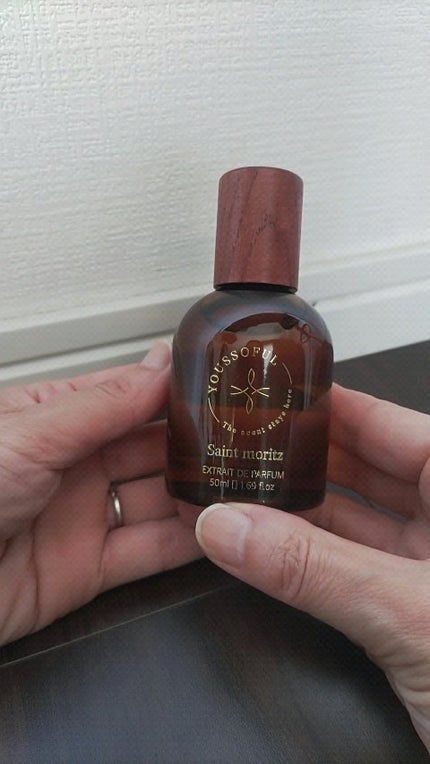 YOUSSOFUL
The scent stays here
Saint moritz
EXTRAIT DE PARFUM
50ml [] 1.69 fl.oz